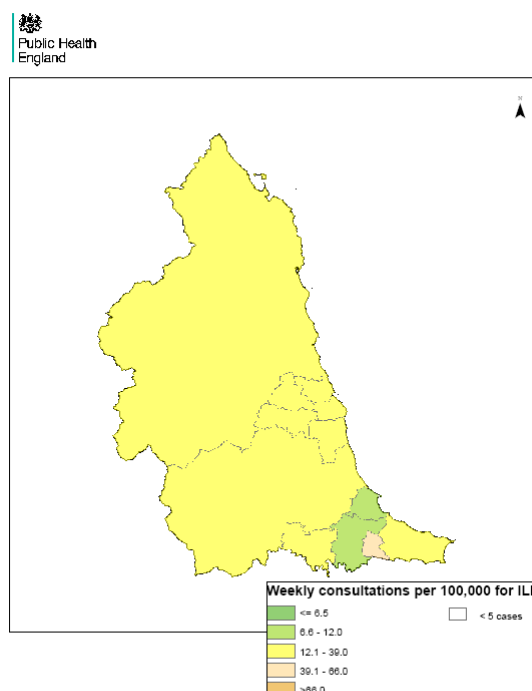 Public Health
England
N
Weekly consultations per 100,000 for ILI
<= 6.5
< 5 cases
6.6 - 12.0
12.1 - 39.0
39.1 - 66.0
>66.0